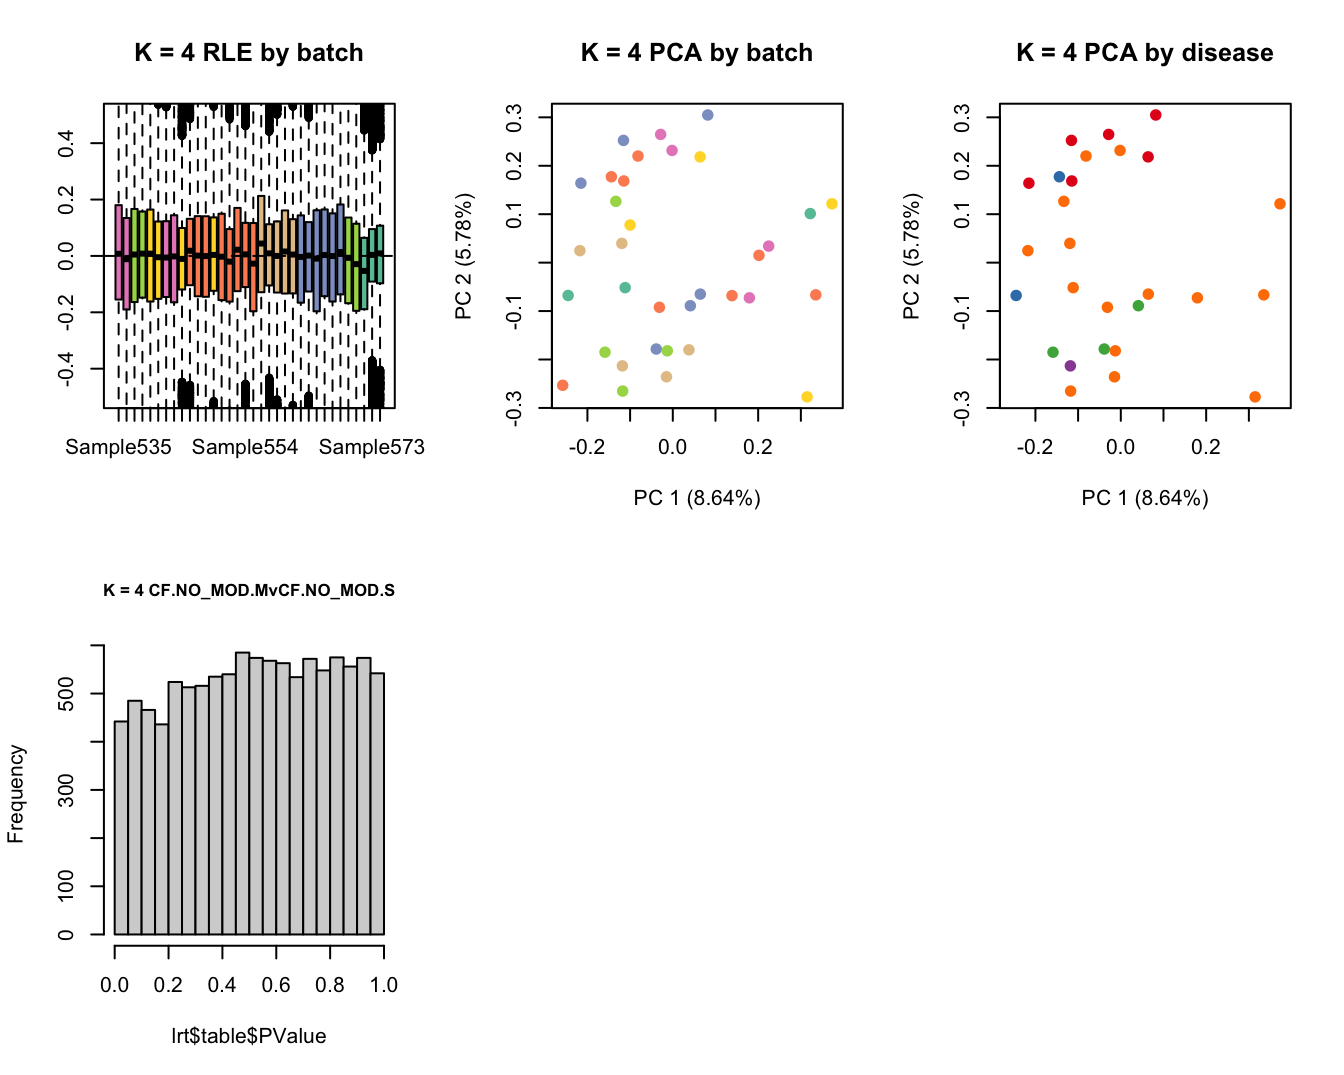 K = 4 RLE by batch
0.4
0.2
0.0
-0.2
-0.4
Sample535 Sample554 Sample573
K = 4 PCA by batch
PC 2 (5.78%)
0.3
0.2
0.1
-0.1
-0.3
-0.2 0.0 0.2
PC 1 (8.64%)
K = 4 PCA by disease
PC 2 (5.78%)
0.3
0.2
0.1
-0.1
-0.3
-0.2 0.0 0.2
PC 1 (8.64%)
K = 4 CF.NO_MOD.MvCF.NO_MOD.S
Frequency
500
300
100
0
0.0 0.2 0.4 0.6 0.8 1.0
lrt$table$PValue